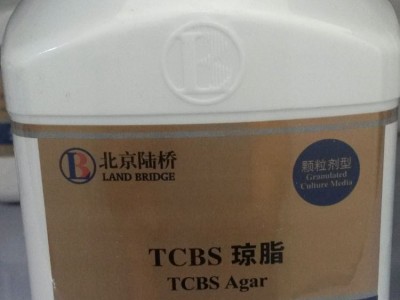 北京陆桥
LAND BRIDGE
颗粒剂型
Granulated
Culture Media
TCBS 琼脂
TCBS Agar